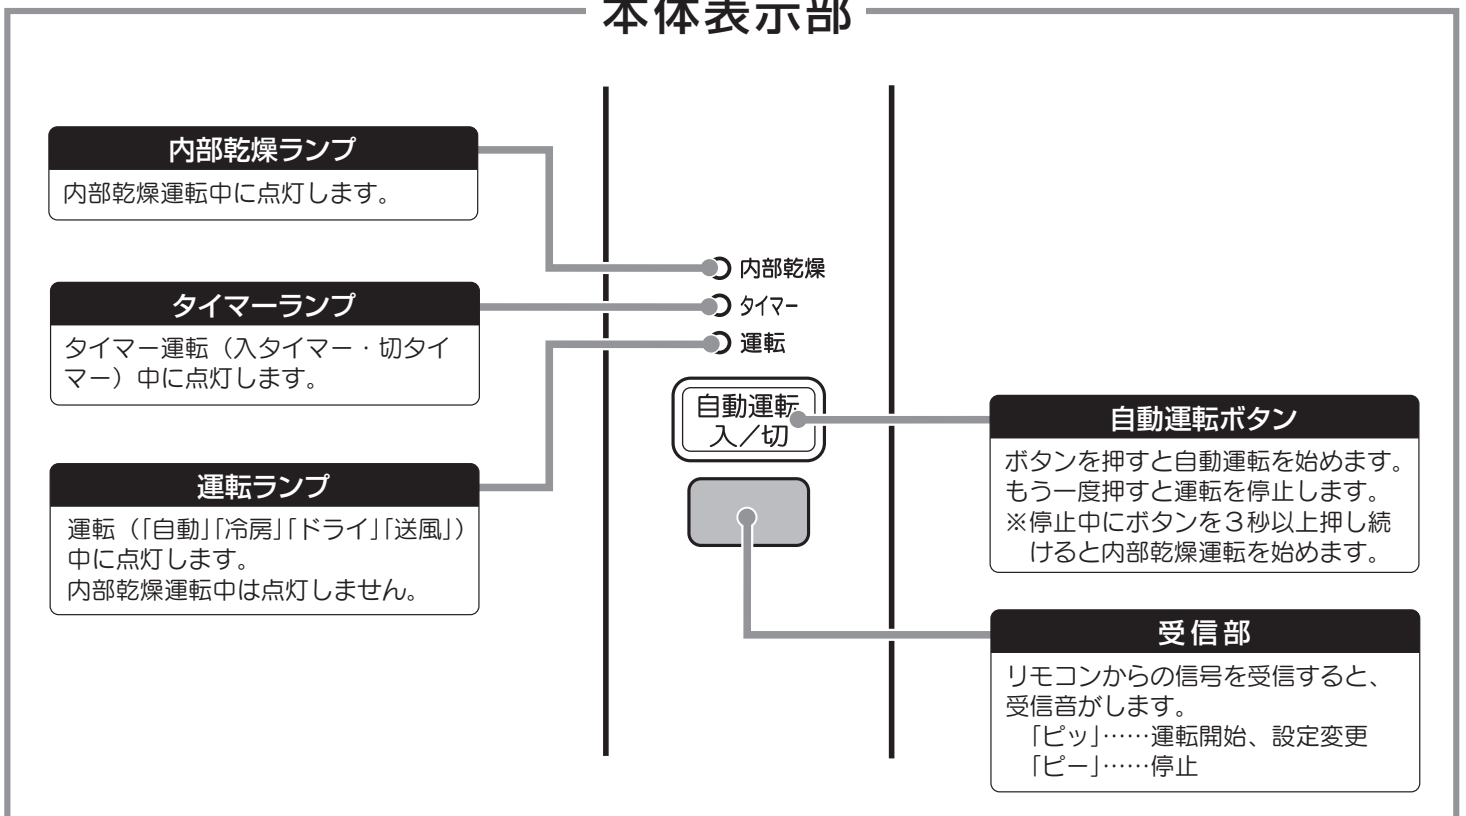 本体表示部
内部乾燥ランプ
内部乾燥運転中に点灯します。
タイマーランプ
タイマー運転（入タイマー・切タイ
マー）中に点灯します。
運転ランプ
運転（「自動」「冷房」「ドライ」「送風」）
中に点灯します。
内部乾燥運転中は点灯しません。
内部乾燥
タイマー
運転
自動運転
入／切
自動運転ボタン
ボタンを押すと自動運転を始めます。
もう一度押すと運転を停止します。
※停止中にボタンを３秒以上押し続
けると内部乾燥運転を始めます。
受信部
リモコンからの信号を受信すると、
受信音がします。
「ピッ」……運転開始、設定変更
「ピー」……停止